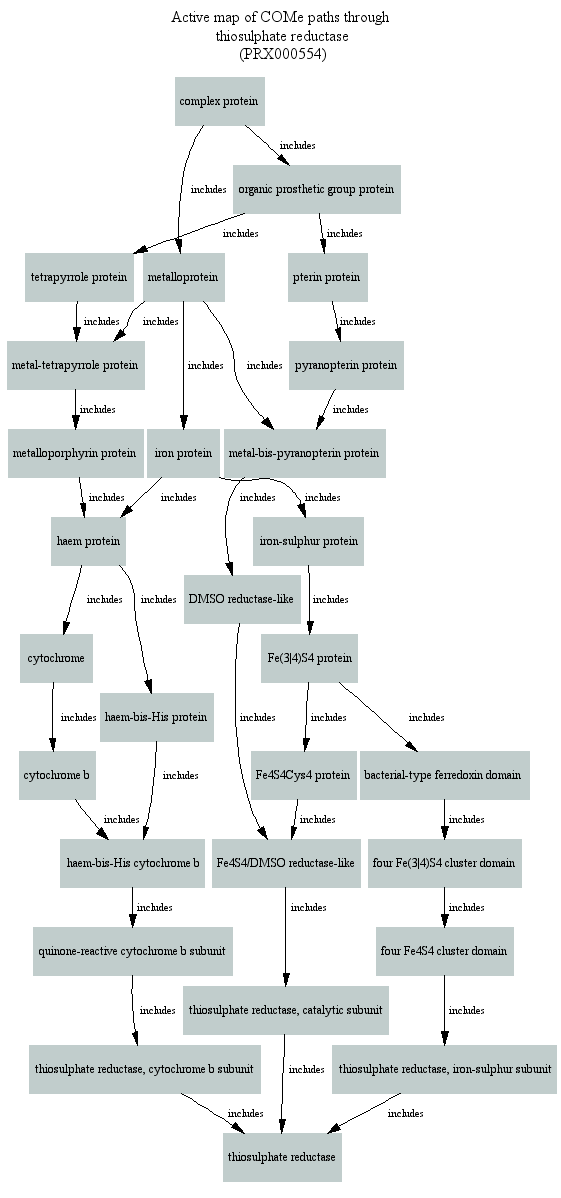 Active map of COMe paths through
thiosulphate reductase
(PRX000554)
complex protein
includes
includes
organic prosthetic group protein
includes
includes
tetrapyrrole protein
metalloprotein
pterin protein
includes
includes
includes
includes
includes
metal-tetrapyrrole protein
pyranopterin protein
includes
includes
metalloporphyrin protein
iron protein
metal-bis-pyranopterin protein
includes
includes
includes
includes
haem protein
iron-sulphur protein
includes
includes
DMSO reductase-like
includes
cytochrome
Fe(3|4)S4 protein
includes
haem-bis-His protein
includes
includes
includes
cytochrome b
includes
Fe4S4Cys4 protein
bacterial-type ferredoxin domain
includes
includes
includes
haem-bis-His cytochrome b
Fe4S4/DMSO reductase-like
four Fe(3|4)S4 cluster domain
includes
includes
includes
quinone-reactive cytochrome b subunit
four Fe4S4 cluster domain
includes
thiosulphate reductase, catalytic subunit
includes
thiosulphate reductase, cytochrome b subunit
includes
thiosulphate reductase, iron-sulphur subunit
includes
includes
thiosulphate reductase